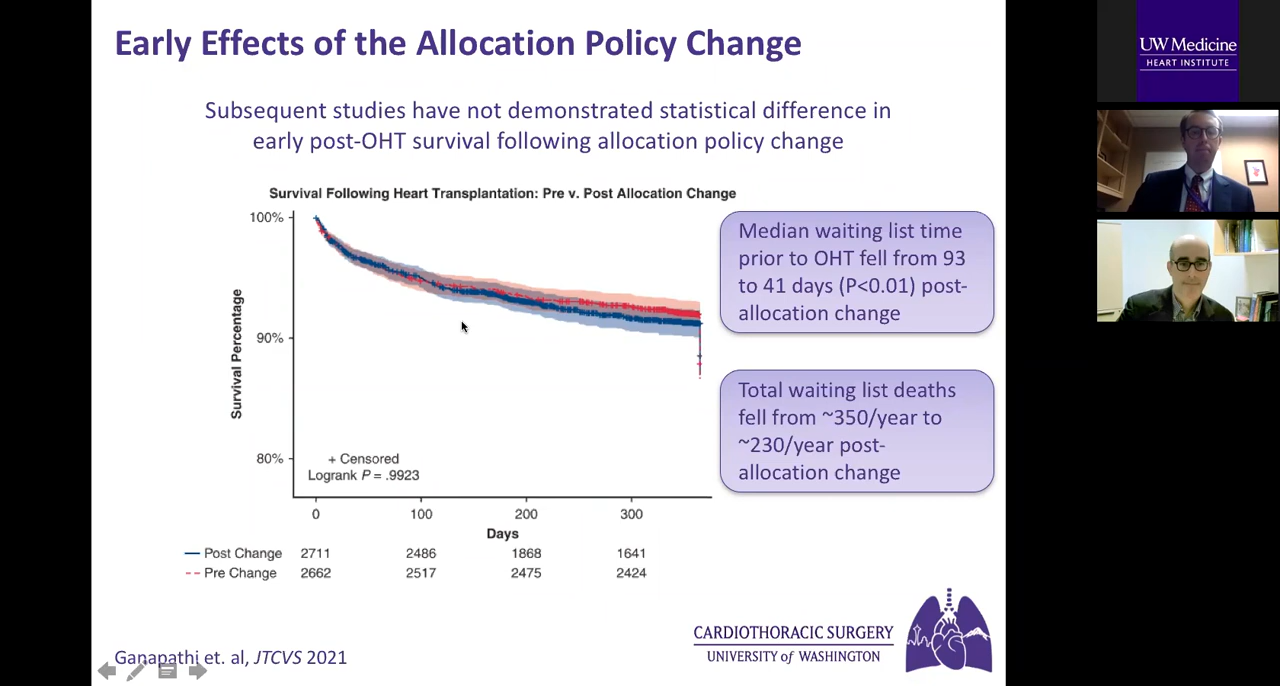 Early Effects of the Allocation Policy Change
Subsequent studies have not demonstrated statistical difference in
early post-OHT survival following allocation policy change
Survival Following Heart Transplantation: Pre v. Post Allocation Change
100%
90%
80%
Survival Percentage
+ Censored
Logrank P = .9923
0 100 200 300
Days
Post Change 2711 2486 1868 1641
Pre Change 2662 2517 2475 2424
Median waiting list time
prior to OHT fell from 93
to 41 days (P<0.01) post-
allocation change
Total waiting list deaths
fell from ~350/year to
~230/year post-
allocation change
Ganapathi et. al, JTCVS 2021
CARDIOTHORACIC SURGERY
UNIVERSITY of WASHINGTON
UW Medicine
HEART INSTITUTE